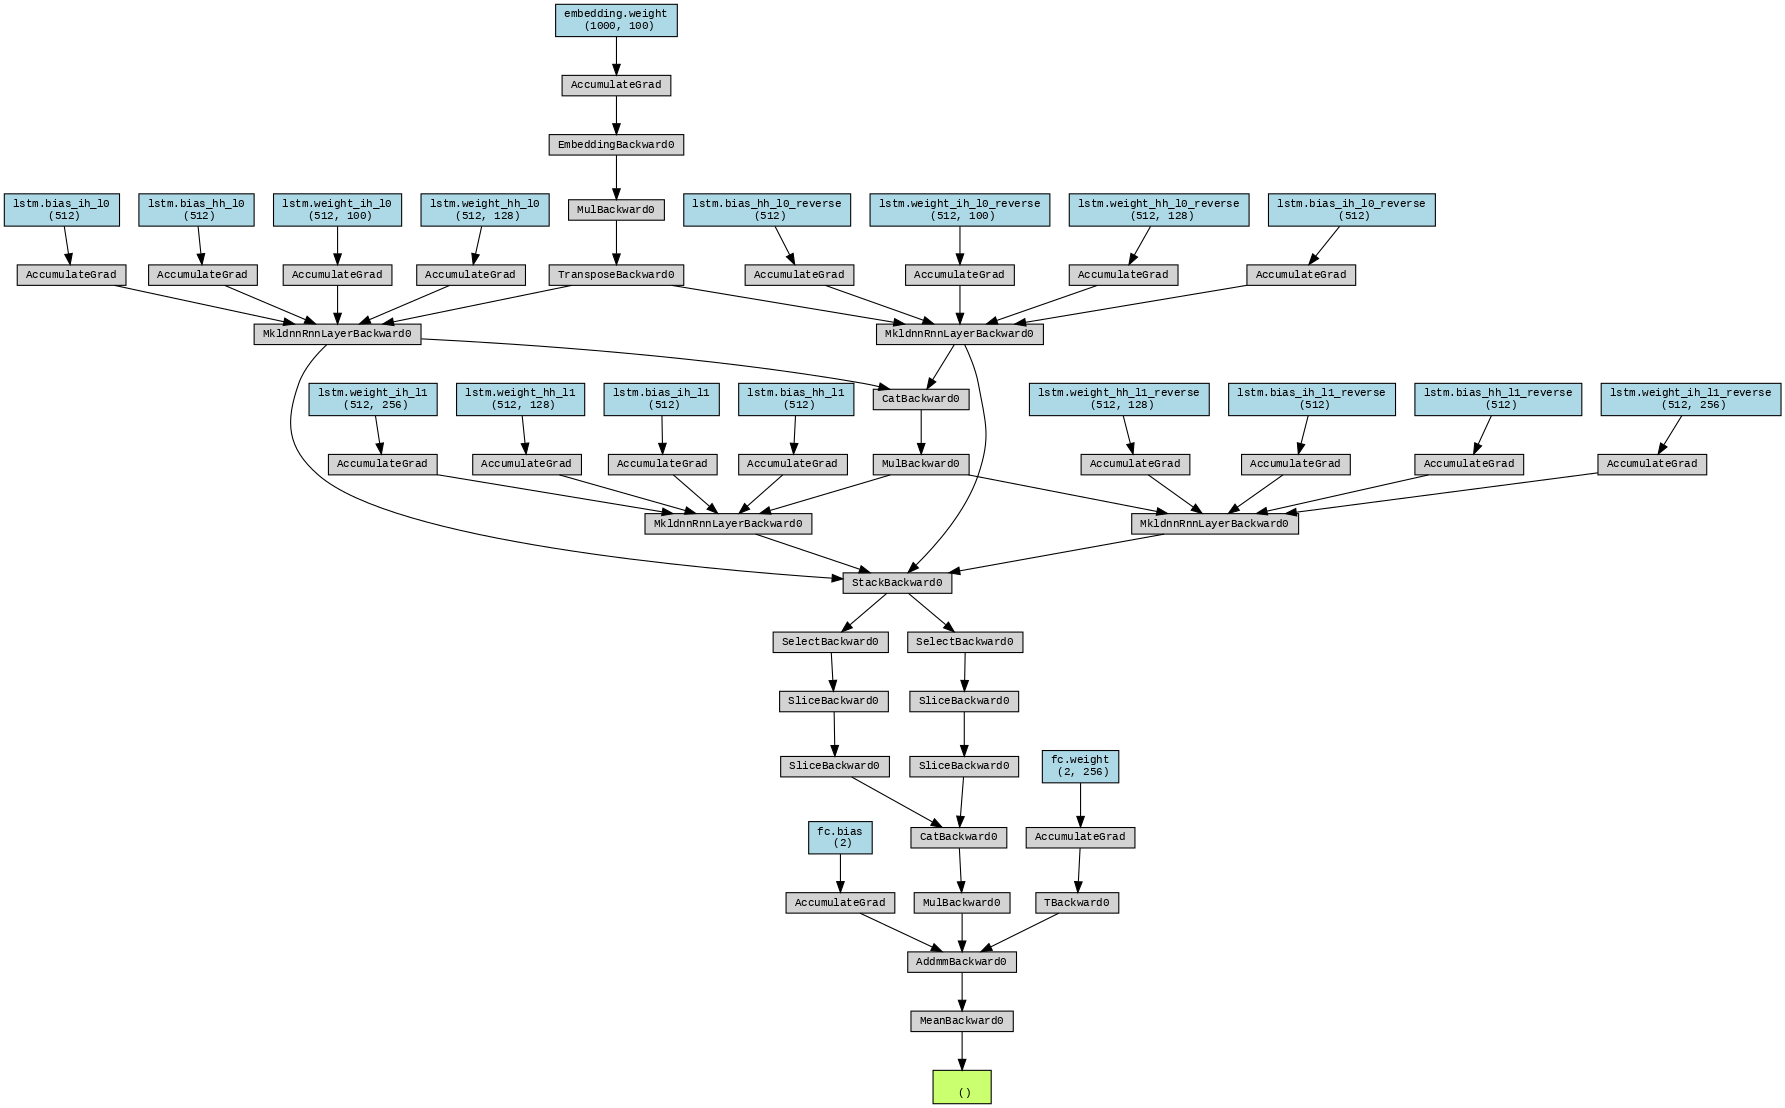 embedding.weight
(1000, 100)
AccumulateGrad
EmbeddingBackward0
lstm.bias_ih_l0
(512)
lstm.bias_hh_l0
(512)
lstm.weight_ih_l0
(512, 100)
lstm.weight_hh_l0
(512, 128)
MulBackward0
lstm.bias_hh_l0_reverse
(512)
lstm.weight_ih_l0_reverse
(512, 100)
lstm.weight_hh_l0_reverse
(512, 128)
lstm.bias_ih_l0_reverse
(512)
AccumulateGrad
AccumulateGrad
AccumulateGrad
AccumulateGrad
TransposeBackward0
AccumulateGrad
AccumulateGrad
AccumulateGrad
AccumulateGrad
MkldnnRnnLayerBackward0
MkldnnRnnLayerBackward0
lstm.weight_ih_l1
(512, 256)
lstm.weight_hh_l1
(512, 128)
lstm.bias_ih_l1
(512)
lstm.bias_hh_l1
(512)
CatBackward0
lstm.weight_hh_l1_reverse
(512, 128)
lstm.bias_ih_l1_reverse
(512)
lstm.bias_hh_l1_reverse
(512)
lstm.weight_ih_l1_reverse
(512, 256)
AccumulateGrad
AccumulateGrad
AccumulateGrad
AccumulateGrad
MulBackward0
AccumulateGrad
AccumulateGrad
AccumulateGrad
AccumulateGrad
MkldnnRnnLayerBackward0
MkldnnRnnLayerBackward0
StackBackward0
SelectBackward0
SelectBackward0
SliceBackward0
SliceBackward0
SliceBackward0
SliceBackward0
fc.weight
(2, 256)
fc.bias
(2)
CatBackward0
AccumulateGrad
AccumulateGrad
MulBackward0
TBackward0
AddmmBackward0
MeanBackward0
()